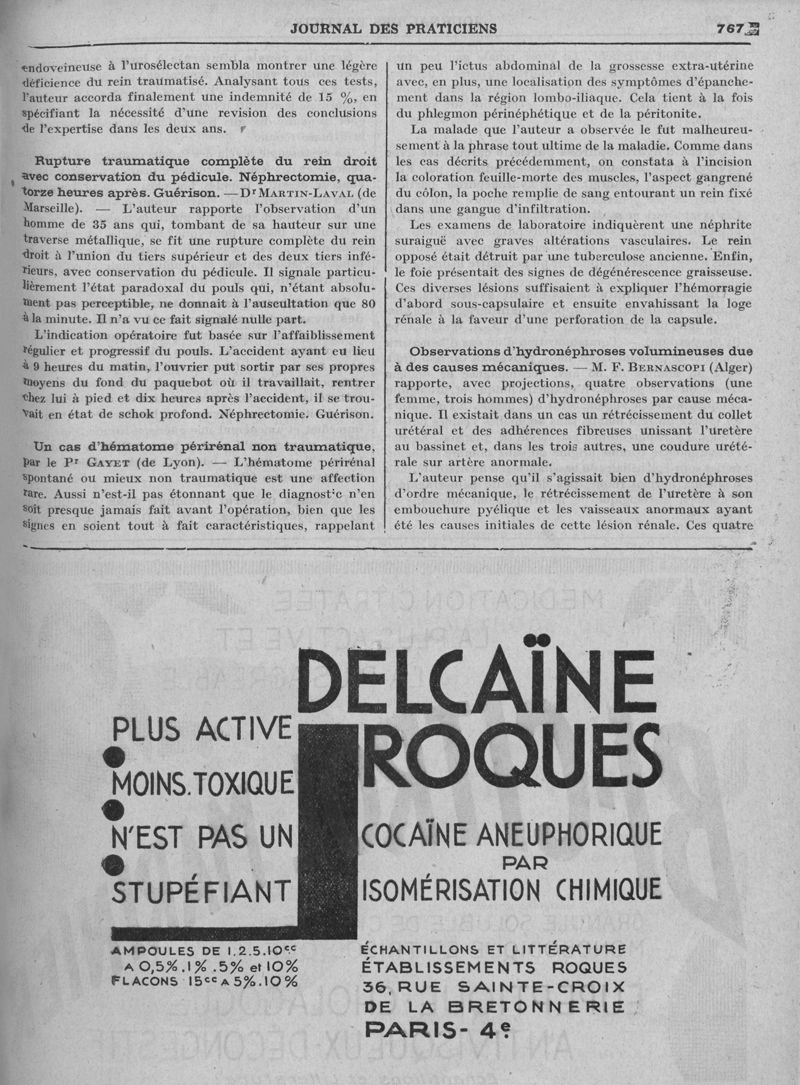 JOURNAL DES PRATICIENS 767
endoveineuse à l'urosélectan sembla montrer une légère
déficience du rein traumatisé. Analysant tous ces tests,
l'auteur accorda finalement une indemnité de 15 %, en
spécifiant la nécessité d'une revision des conclusions
de l'expertise dans les deux ans.
Rupture traumatique complète du rein droit
avec conservation du pédicule. Néphrectomie, qua-
torze heures après. Guérison. — Dr MARTIN-LAVAL (de
Marseille). — L'auteur rapporte l'observation d'un
homme de 35 ans qui, tombant de sa hauteur sur une
traverse métallique, se fit une rupture complète du rein
droit à l'union du tiers supérieur et des deux tiers infé-
rieurs, avec conservation du pédicule. Il signale particu-
lièrement l'état paradoxal du pouls qui, n'étant absolu-
ment pas perceptible, ne donnait à l'auscultation que 80
à la minute. Il n'a vu ce fait signalé nulle part.
L'indication opératoire fut basée sur l'affaiblissement
régulier et progressif du pouls. L'accident ayant eu lieu
à 9 heures du matin, l'ouvrier put sortir par ses propres
moyens du fond du paquebot où il travaillait, rentrer
chez lui à pied et dix heures après l'accident, il se trou-
vait en état de schok profond. Néphrectomie. Guérison.
Un cas d'hématome périrénal non traumatique,
par le Pr GAYET (de Lyon). — L'hématome périrénal
spontané ou mieux non traumatique est une affection
rare. Aussi n'est-il pas étonnant que le diagnostic n'en
soit presque jamais fait avant l'opération, bien que les
signes en soient tout à fait caractéristiques, rappelant
un peu l'ictus abdominal de la grossesse extra-utérine
avec, en plus, une localisation des symptômes d'épanche-
ment dans la région lombo-iliaque. Cela tient à la fois
du phlegmon périnéphétique et de la péritonite.
La malade que l'auteur a observée le fut malheureu-
sement à la phrase tout ultime de la maladie. Comme dans
les cas décrits précédemment, on constata à l'incision
la coloration feuille-morte des muscles, l'aspect gangrené
du côlon, la poche remplie de sang entourant un rein fixé
dans une gangue d'infiltration.
Les examens de laboratoire indiquèrent une néphrite
suraiguë avec graves altérations vasculaires. Le rein
opposé était détruit par une tuberculose ancienne. Enfin,
le foie présentait des signes de dégénérescence graisseuse.
Ces diverses lésions suffisaient à expliquer l'hémorragie
d'abord sous-capsulaire et ensuite envahissant la loge
rénale à la faveur d'une perforation de la capsule.
Observations d'hydronéphroses volumineuses due
à des causes mécaniques. — M. F. BERNASCOPI (Alger)
rapporte, avec projections, quatre observations (une
femme, trois hommes) d'hydronéphroses par cause méca-
nique. Il existait dans un cas un rétrécissement du collet
urétéral et des adhérences fibreuses unissant l'uretère
au bassinet et, dans les trois autres, une coudure urété-
rale sur artère anormale.
L'auteur pense qu'il s'agissait bien d'hydronéphroses
d'ordre mécanique, le rétrécissement de l'uretère à son
embouchure pyélique et les vaisseaux anormaux ayant
été les causes initiales de cette lésion rénale. Ces quatre
DELCAÏNE
ROQUES
PLUS ACTIVE
MOINS.TOXIQUE
N'EST PAS UN
STUPÉFIANT
COCAÏNE ANEUPHORIQUE
PAR
ISOMÉRISATION CHIMIQUE
AMPOULES DE 1.2.5.10cc
A 0,5%.1%.5% et 10%
FLACONS 15cc A 5%.10%
ÉCHANTILLONS ET LITTÉRATURE
ÉTABLISSEMENTS ROQUES
36, RUE SAINTE-CROIX
DE LA BRETONNERIE
PARIS- 4e